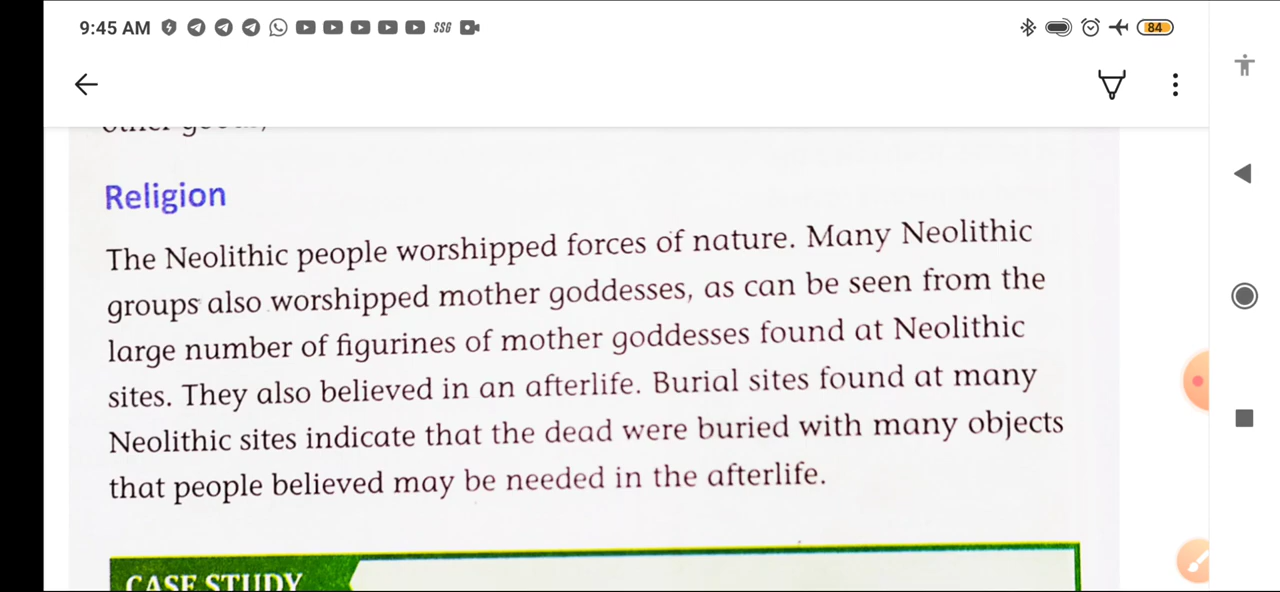 9:45 AM SSG 84
other
Religion
The Neolithic people worshipped forces of nature. Many Neolithic
groups also worshipped mother goddesses, as can be seen from the
large number of figurines of mother goddesses found at Neolithic
sites. They also believed in an afterlife. Burial sites found at many
Neolithic sites indicate that the dead were buried with many objects
that people believed may be needed in the afterlife.
CASE STUDY